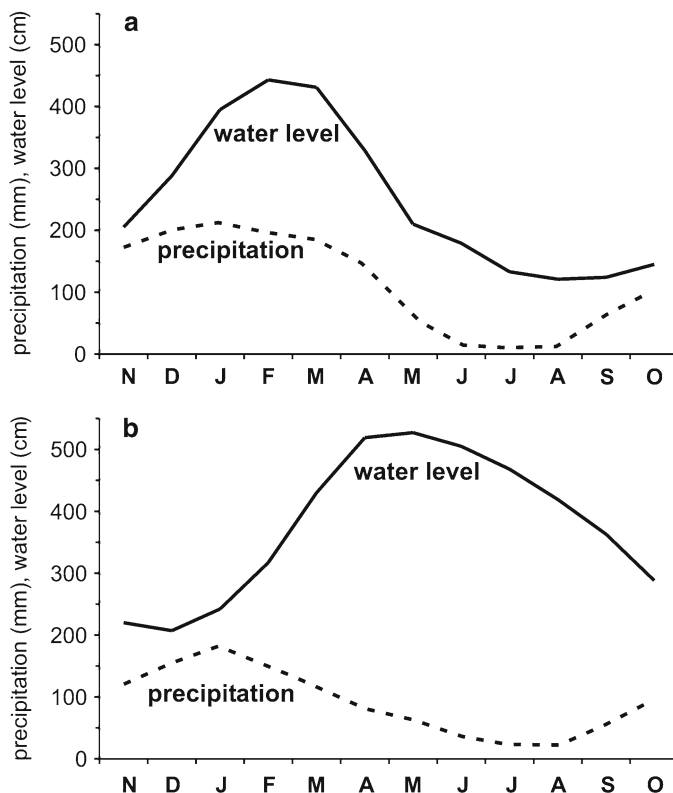 a
precipitation (mm), water level (cm)
500
400
300
200
100
0
water level
precipitation
N D J F M A M J J A S O
b
precipitation (mm), water level (cm)
500
400
300
200
100
0
water level
precipitation
N D J F M A M J J A S O